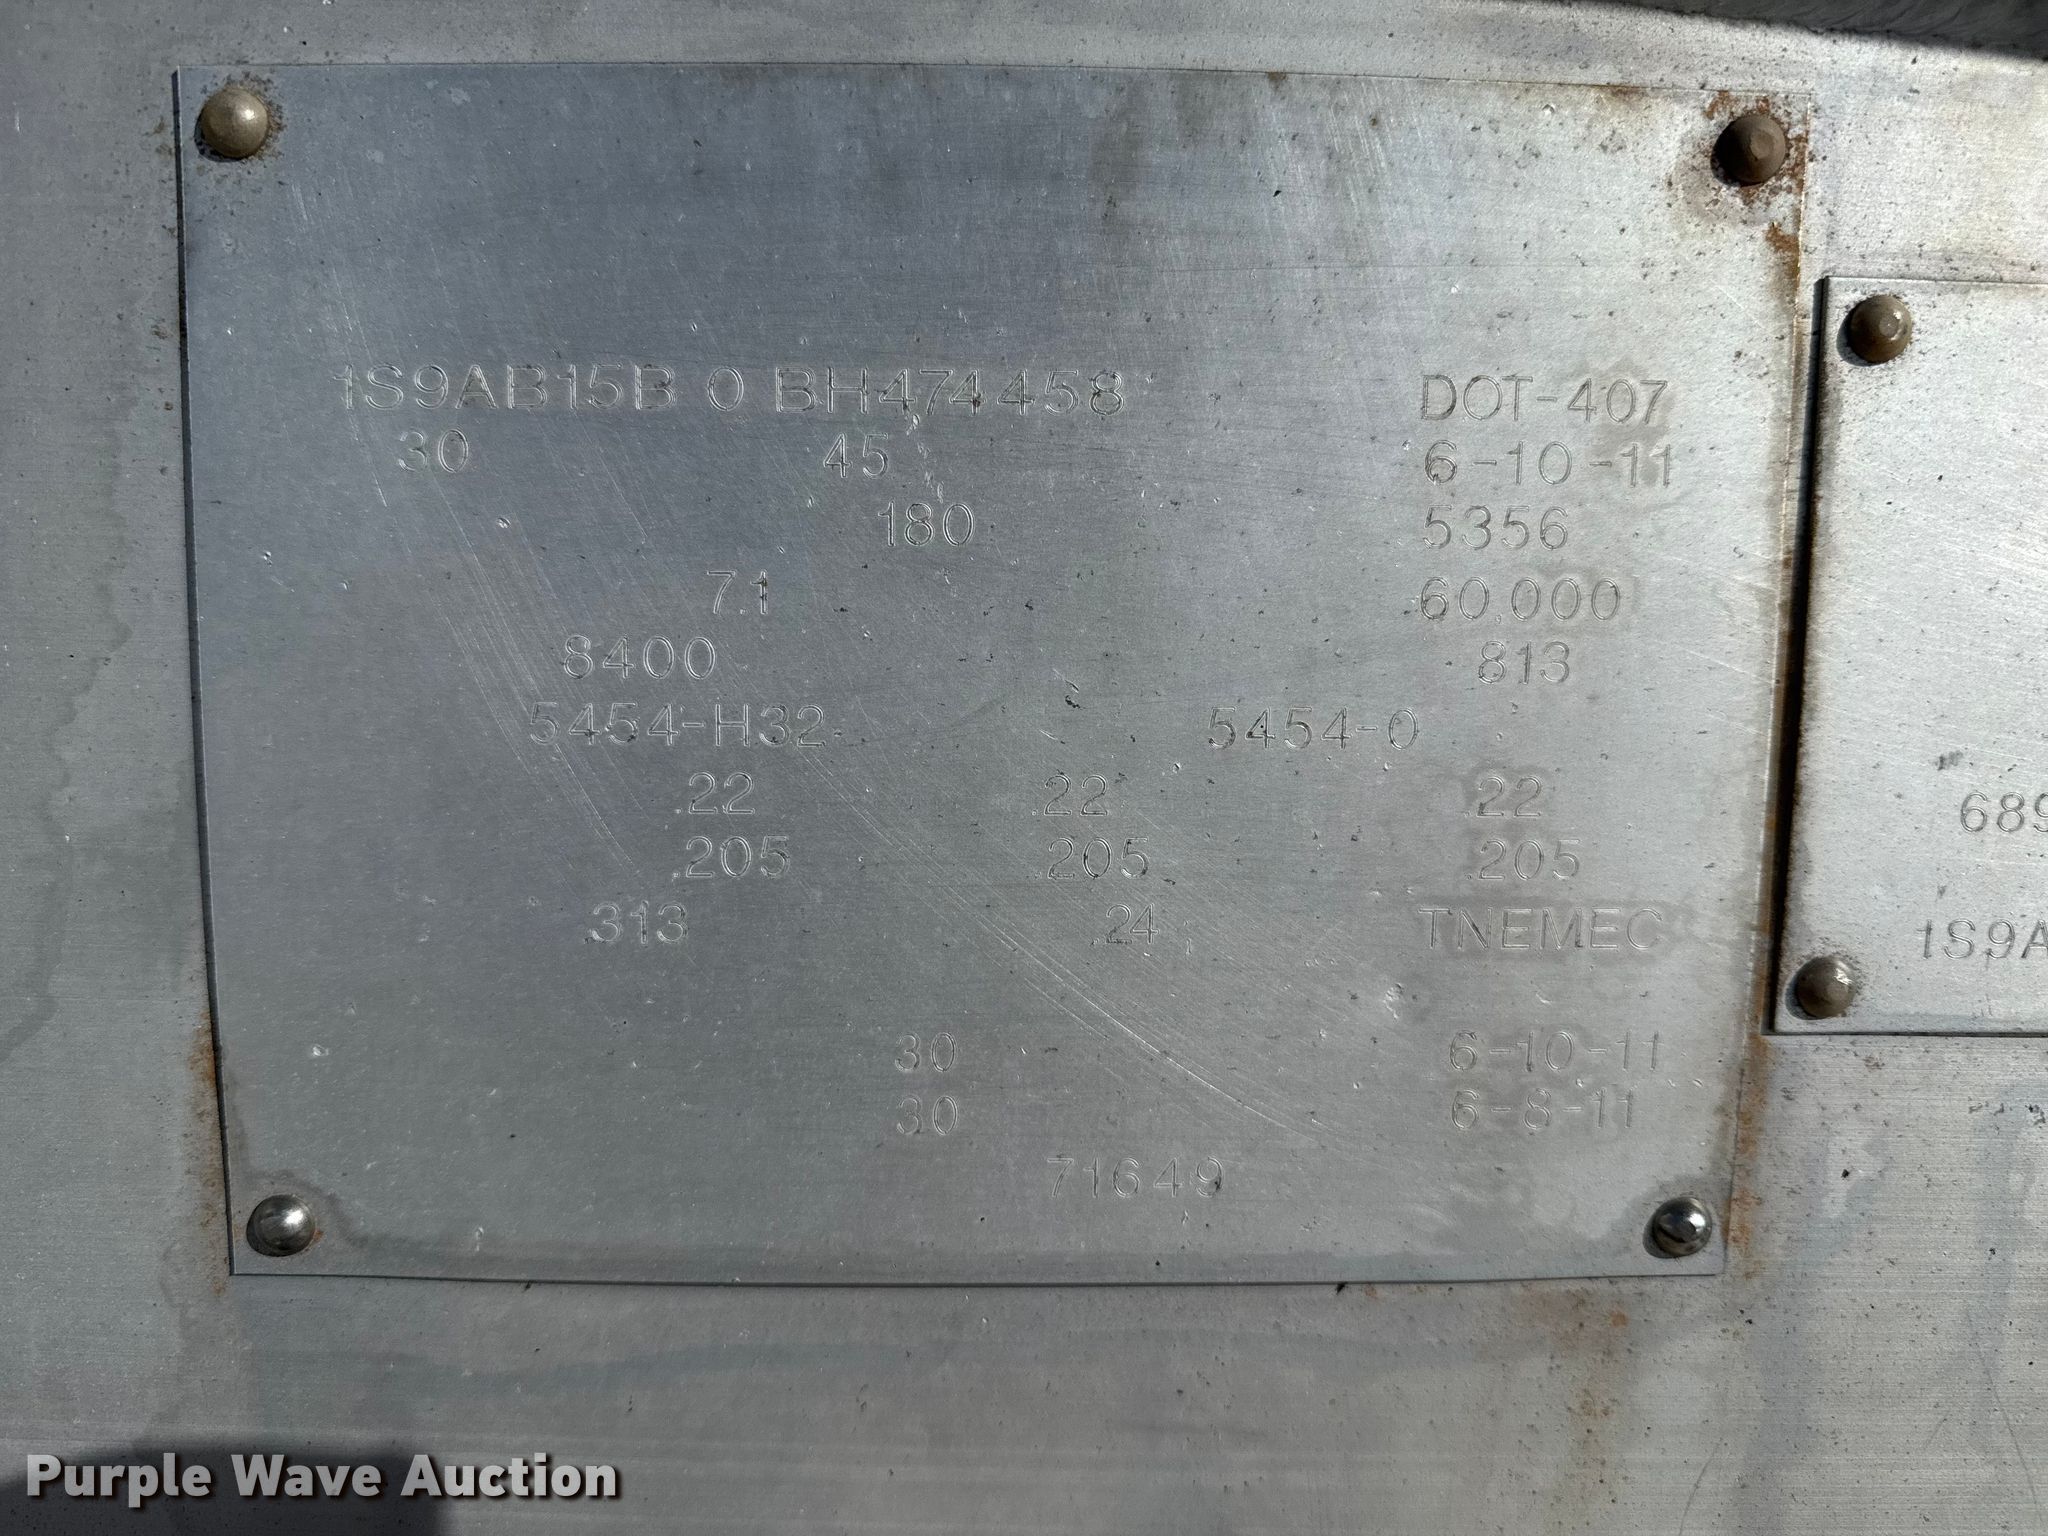 1S9AB15B 0 BH474458 DOT-407
30 45 6-10-11
180 5356
7.1 60,000
8400 813
5454-H32 5454-0
.22 .22 .22
.205 .205 .205
.313 .24 TNEMEC
30 6-10-11
30 6-8-11
71649
689
1S9A
Purple Wave Auction